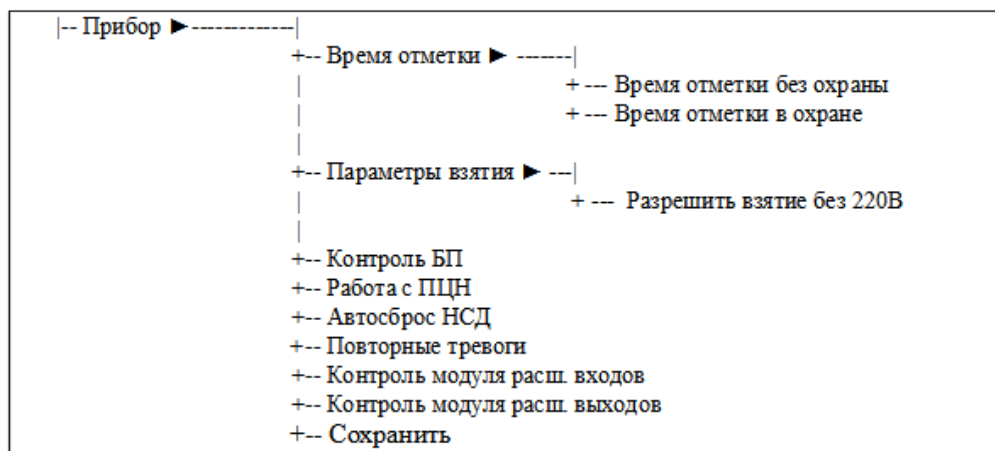 |-- Прибор ►-------------|
+-- Время отметки ► -------|
+ --- Время отметки без охраны
| + --- Время отметки в охране
|
+-- Параметры взятия ► ---|
| + --- Разрешить взятие без 220В
|
+-- Контроль БП
+-- Работа с ПЦН
+-- Автосброс НСД
+-- Повторные тревоги
+-- Контроль модуля расш. входов
+-- Контроль модуля расш. выходов
+-- Сохранить